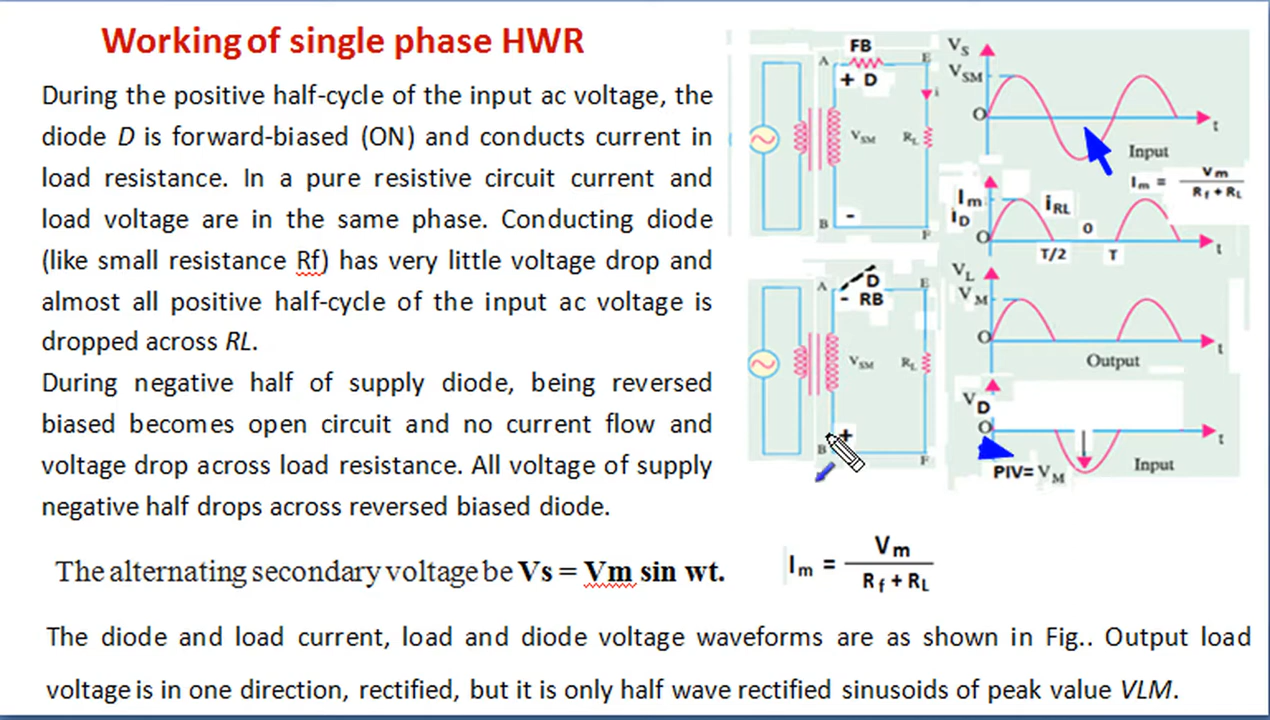 Working of single phase HWR
During the positive half-cycle of the input ac voltage, the
diode D is forward-biased (ON) and conducts current in
load resistance. In a pure resistive circuit current and
load voltage are in the same phase. Conducting diode
(like small resistance Rf) has very little voltage drop and
almost all positive half-cycle of the input ac voltage is
dropped across RL.
During negative half of supply diode, being reversed
biased becomes open circuit and no current flow and
voltage drop across load resistance. All voltage of supply
negative half drops across reversed biased diode.
The alternating secondary voltage be Vs = Vm sin wt.
Im = Vm / Rf + RL
The diode and load current, load and diode voltage waveforms are as shown in Fig.. Output load
voltage is in one direction, rectified, but it is only half wave rectified sinusoids of peak value VLM.
FB
A
E
+ D
i
VSM
RL
B
-
F
A
D
E
- RB
VSM
RL
+
B
F
VS
VSM
O
t
Input
Im = Vm / Rf + RL
Im
iD
iRL
O
0
T/2
T
t
VL
VM
O
t
Output
VD
O
t
PIV= VM
Input